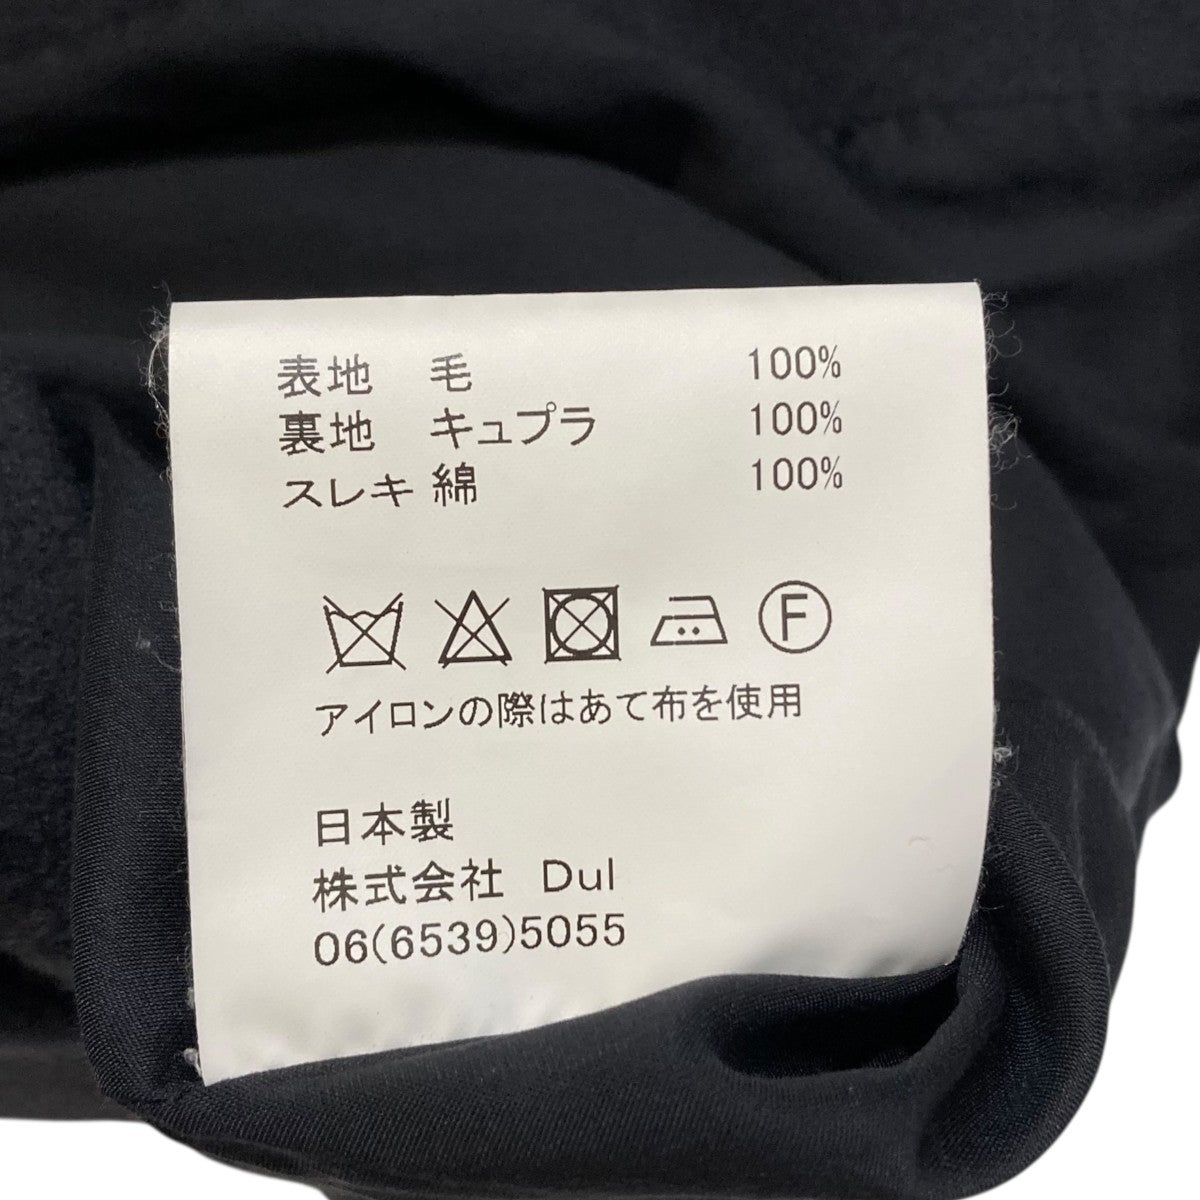 表地 毛 100%
裏地 キュプラ 100%
スレキ 綿 100%
F
アイロンの際はあて布を使用
日本製
株式会社 Dul
06(6539)5055